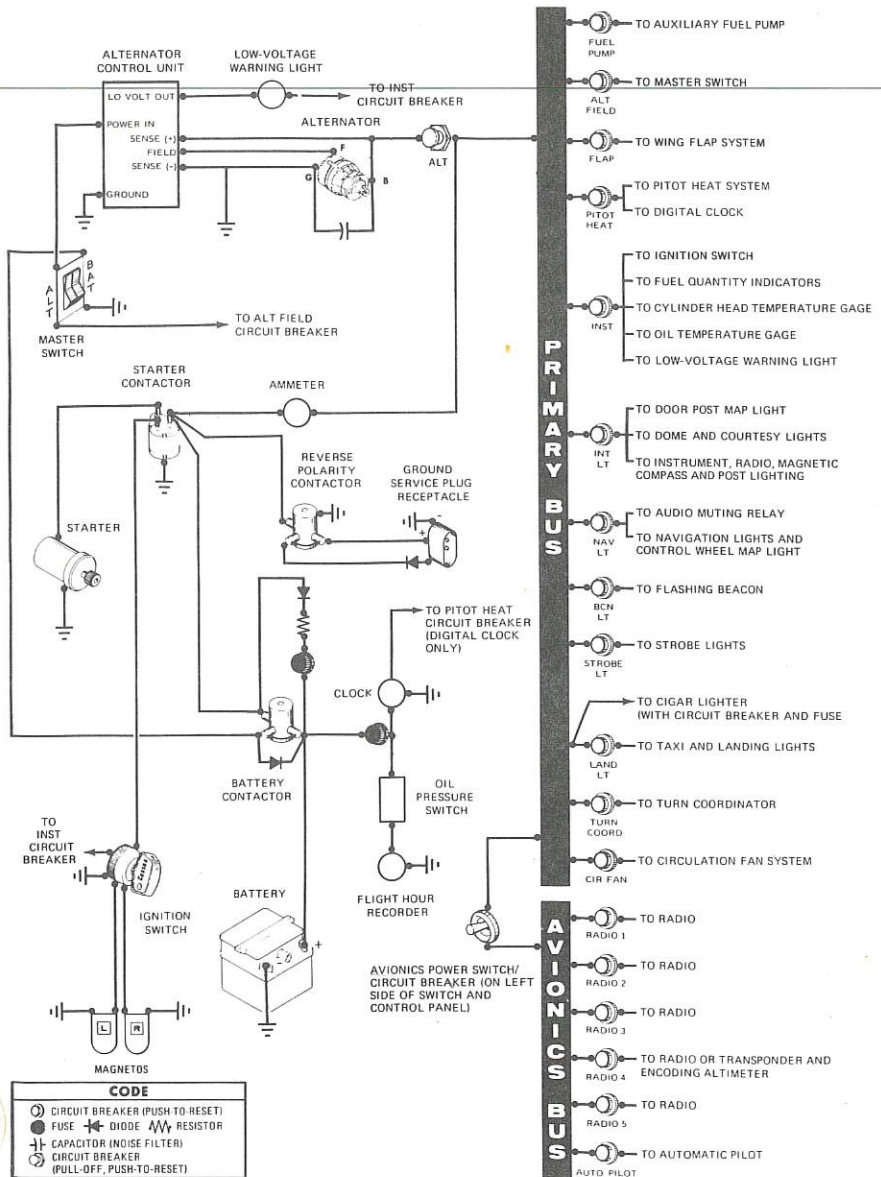 ALTERNATOR
CONTROL UNIT
LO VOLT OUT
POWER IN
SENSE (+)
FIELD
SENSE (−)
GROUND
LOW-VOLTAGE
WARNING LIGHT
TO INST
CIRCUIT BREAKER
ALTERNATOR
F
G
B
ALT
ALT
BAT
MASTER
SWITCH
TO ALT FIELD
CIRCUIT BREAKER
STARTER
CONTACTOR
AMMETER
REVERSE
POLARITY
CONTACTOR
GROUND
SERVICE PLUG
RECEPTACLE
−
+
STARTER
TO PITOT HEAT
CIRCUIT BREAKER
(DIGITAL CLOCK
ONLY)
CLOCK
BATTERY
CONTACTOR
OIL
PRESSURE
SWITCH
TO
INST
CIRCUIT
BREAKER
IGNITION
SWITCH
BATTERY
+
FLIGHT HOUR
RECORDER
AVIONICS POWER SWITCH/
CIRCUIT BREAKER (ON LEFT
SIDE OF SWITCH AND
CONTROL PANEL)
L
R
MAGNETOS
CODE
CIRCUIT BREAKER (PUSH-TO-RESET)
FUSE DIODE RESISTOR
CAPACITOR (NOISE FILTER)
CIRCUIT BREAKER
(PULL-OFF, PUSH-TO-RESET)
PRIMARY BUS
FUEL
PUMP
TO AUXILIARY FUEL PUMP
ALT
FIELD
TO MASTER SWITCH
FLAP
TO WING FLAP SYSTEM
PITOT
HEAT
TO PITOT HEAT SYSTEM
TO DIGITAL CLOCK
INST
TO IGNITION SWITCH
TO FUEL QUANTITY INDICATORS
TO CYLINDER HEAD TEMPERATURE GAGE
TO OIL TEMPERATURE GAGE
TO LOW-VOLTAGE WARNING LIGHT
INT
LT
TO DOOR POST MAP LIGHT
TO DOME AND COURTESY LIGHTS
TO INSTRUMENT, RADIO, MAGNETIC
COMPASS AND POST LIGHTING
NAV
LT
TO AUDIO MUTING RELAY
TO NAVIGATION LIGHTS AND
CONTROL WHEEL MAP LIGHT
BCN
LT
TO FLASHING BEACON
STROBE
LT
TO STROBE LIGHTS
TO CIGAR LIGHTER
(WITH CIRCUIT BREAKER AND FUSE
LAND
LT
TO TAXI AND LANDING LIGHTS
TURN
COORD
TO TURN COORDINATOR
CIR FAN
TO CIRCULATION FAN SYSTEM
AVIONICS BUS
RADIO 1
TO RADIO
RADIO 2
TO RADIO
RADIO 3
TO RADIO
RADIO 4
TO RADIO OR TRANSPONDER AND
ENCODING ALTIMETER
RADIO 5
TO RADIO
AUTO PILOT
TO AUTOMATIC PILOT